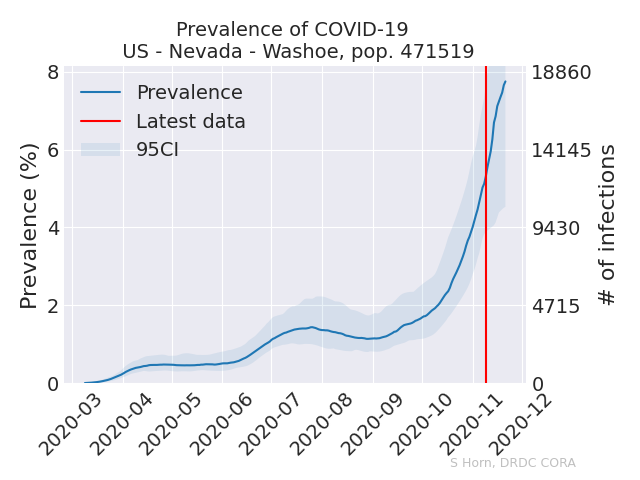 Prevalence of COVID-19
US - Nevada - Washoe, pop. 471519
Prevalence
Latest data
95CI
Prevalence (%)
8
6
4
2
0
18860
14145
9430
4715
0
# of infections
2020-03
2020-04
2020-05
2020-06
2020-07
2020-08
2020-09
2020-10
2020-11
2020-12
S Horn, DRDC CORA